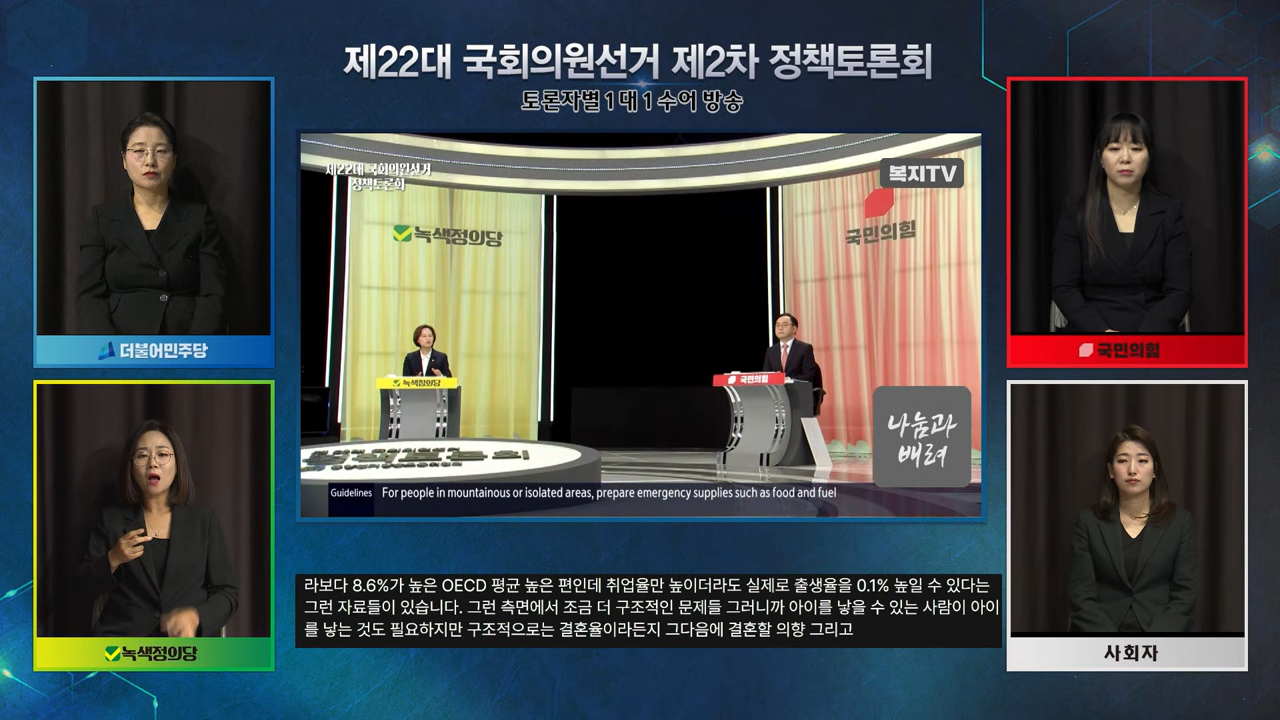 제22대 국회의원선거 제2차 정책토론회
토론자별 1 대 1 수어 방송
제22대 국회의원선거
정책토론회
복지TV
녹색정의당
국민의힘
녹색정의당
국민의힘
나눔과
배려
Guidelines For people in mountainous or isolated areas, prepare emergency supplies such as food and fuel
더불어민주당
국민의힘
녹색정의당
사회자
라보다 8.6%가 높은 OECD 평균 높은 편인데 취업율만 높이더라도 실제로 출생율을 0.1% 높일 수 있다는
그런 자료들이 있습니다. 그런 측면에서 조금 더 구조적인 문제들 그러니까 아이를 낳을 수 있는 사람이 아이
를 낳는 것도 필요하지만 구조적으로는 결혼율이라든지 그다음에 결혼할 의향 그리고